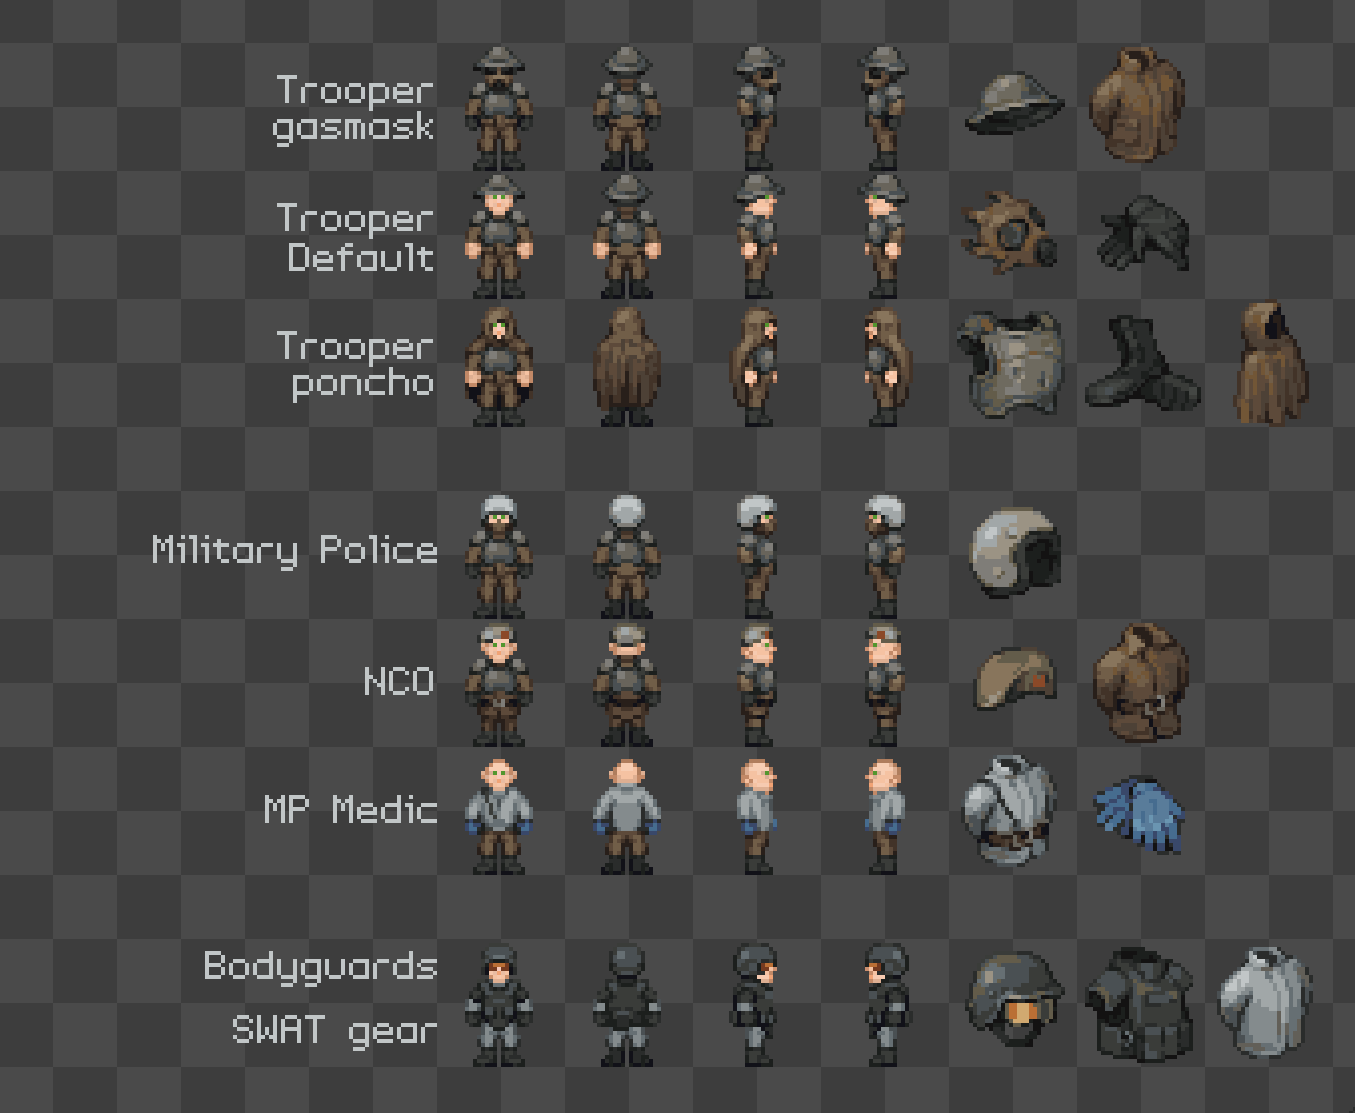 Trooper
gasmask
Trooper
Default
Trooper
poncho
Military Police
NCO
MP Medic
Bodyguards
SWAT gear